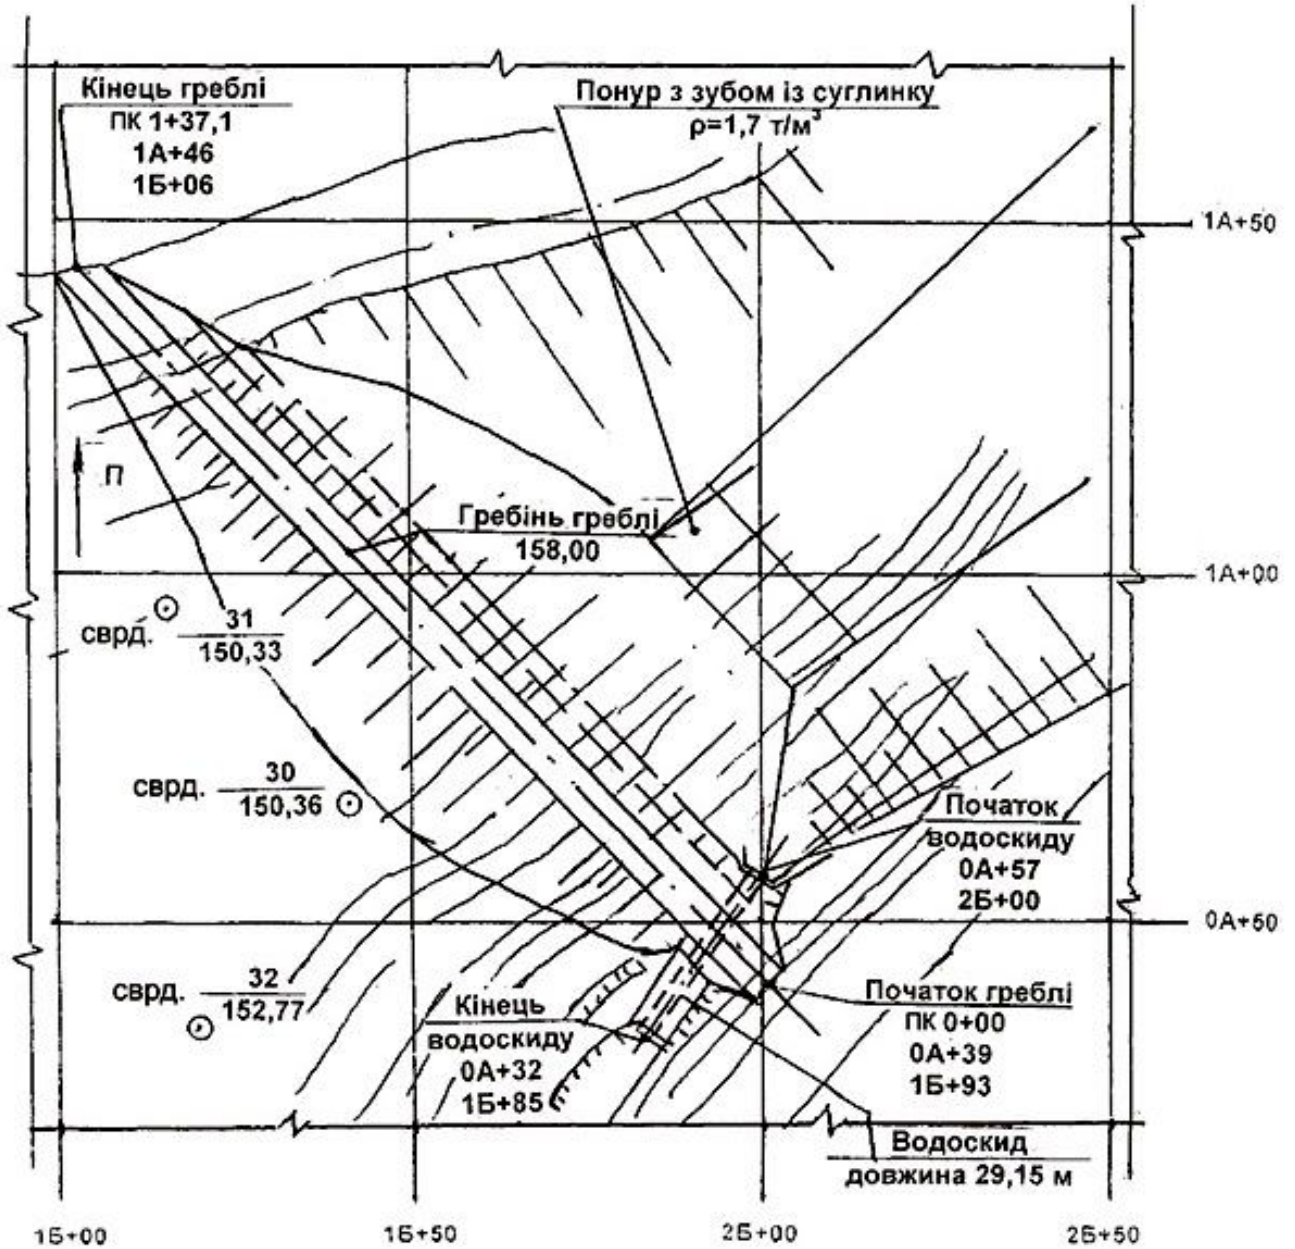 Кінець греблі
ПК 1+37,1
1А+46
1Б+06
Понур з зубом із суглинку
ρ=1,7 т/м³
1А+50
П
Гребінь греблі
158,00
1А+00
сврд. 31
150,33
сврд. 30
150,36
Початок
водоскиду
0А+57
2Б+00
0А+50
сврд. 32
152,77
Кінець
водоскиду
0А+32
1Б+85
Початок греблі
ПК 0+00
0А+39
1Б+93
Водоскид
довжина 29,15 м
1Б+00
1Б+50
2Б+00
2Б+50